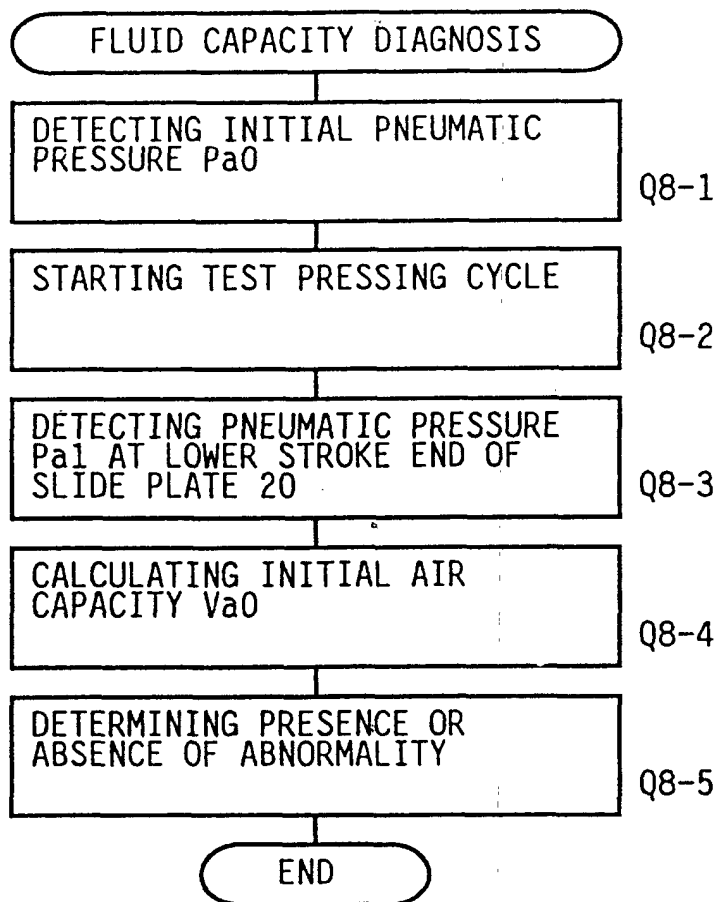 FLUID CAPACITY DIAGNOSIS
DETECTING INITIAL PNEUMATIC
PRESSURE Pa0
Q8-1
STARTING TEST PRESSING CYCLE
Q8-2
DETECTING PNEUMATIC PRESSURE
Pa1 AT LOWER STROKE END OF
SLIDE PLATE 20
Q8-3
CALCULATING INITIAL AIR
CAPACITY Va0
Q8-4
DETERMINING PRESENCE OR
ABSENCE OF ABNORMALITY
Q8-5
END